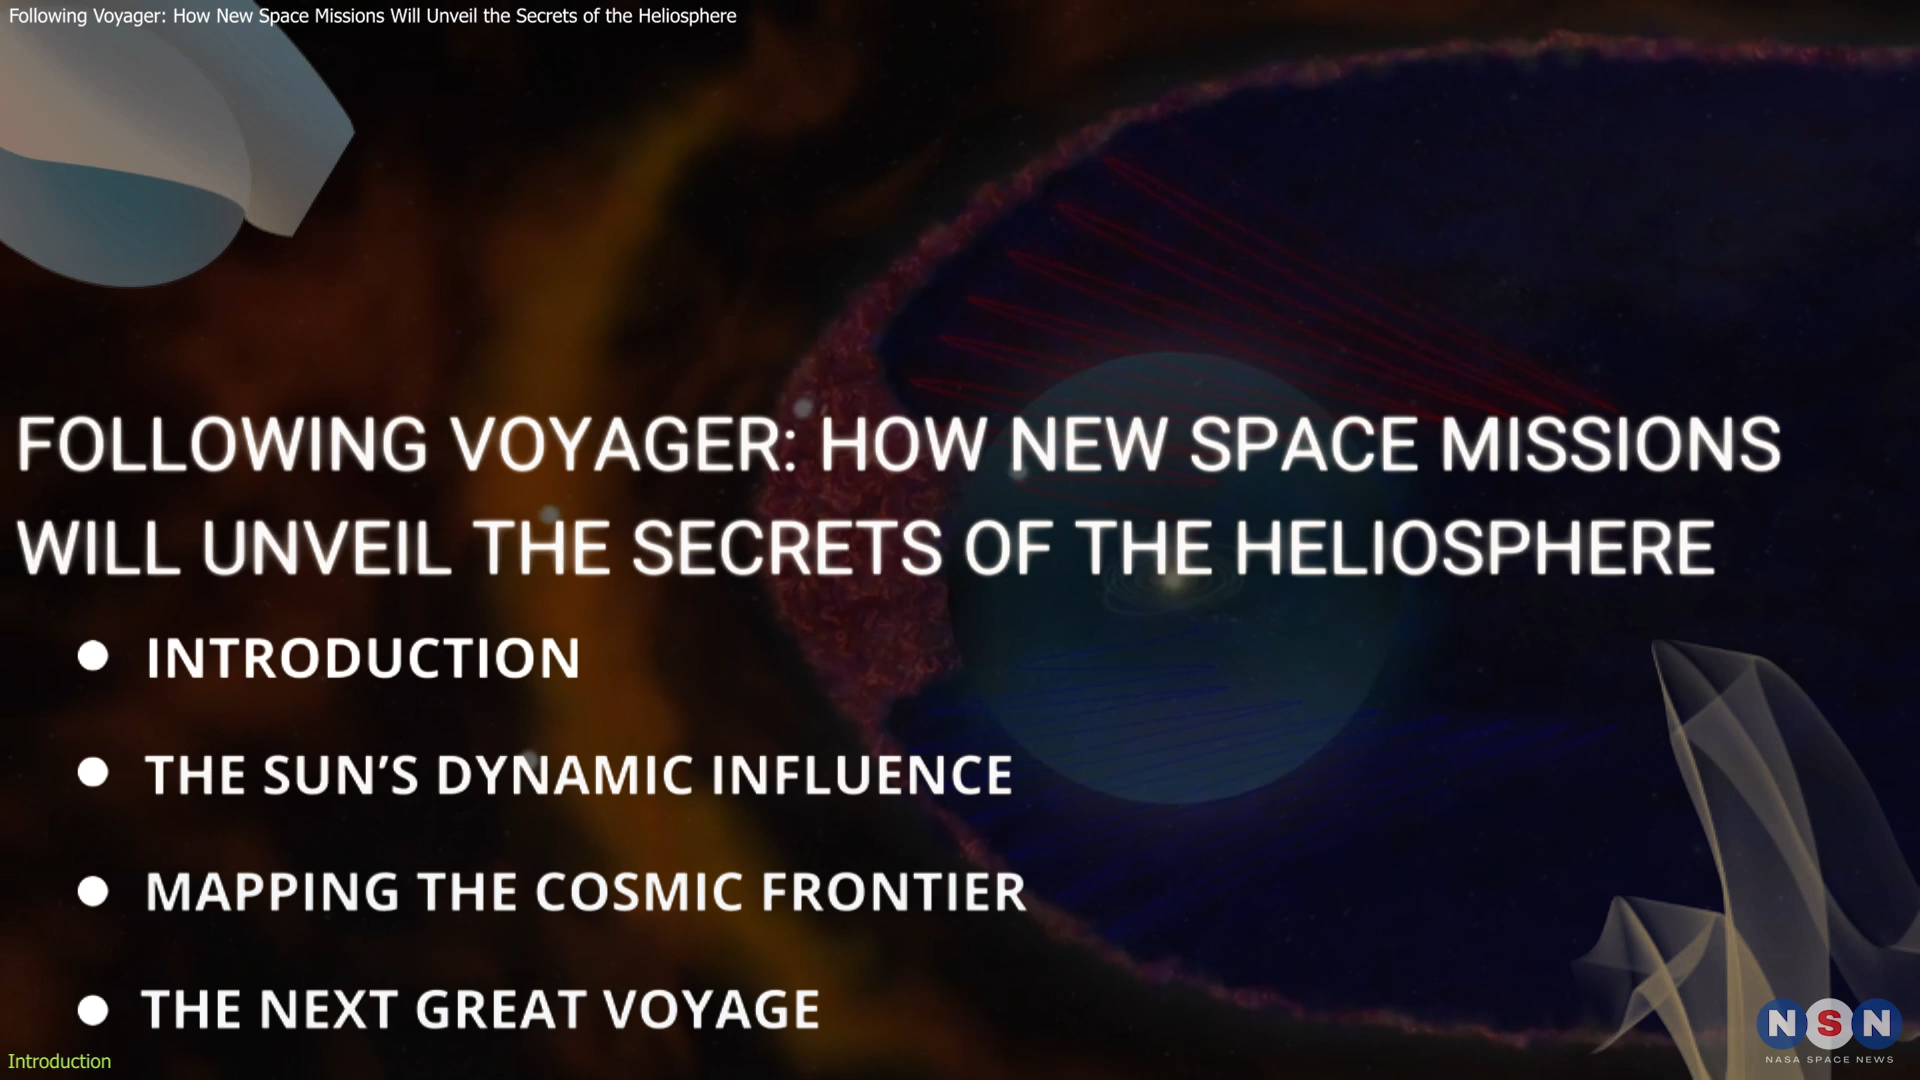 Following Voyager: How New Space Missions Will Unveil the Secrets of the Heliosphere
FOLLOWING VOYAGER: HOW NEW SPACE MISSIONS
WILL UNVEIL THE SECRETS OF THE HELIOSPHERE
● INTRODUCTION
● THE SUN’S DYNAMIC INFLUENCE
● MAPPING THE COSMIC FRONTIER
● THE NEXT GREAT VOYAGE
Introduction
NSN
NASA SPACE NEWS